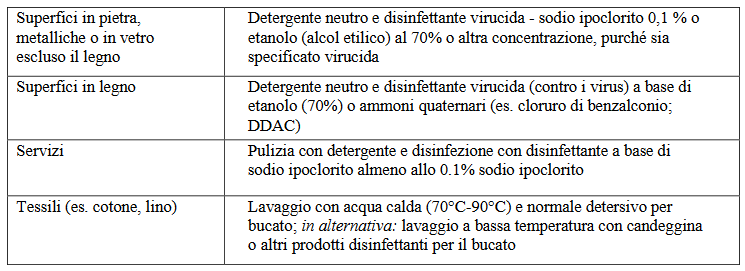 Superfici in pietra,
metalliche o in vetro
escluso il legno
Detergente neutro e disinfettante virucida - sodio ipoclorito 0,1 % o
etanolo (alcol etilico) al 70% o altra concentrazione, purché sia
specificato virucida
Superfici in legno
Detergente neutro e disinfettante virucida (contro i virus) a base di
etanolo (70%) o ammoni quaternari (es. cloruro di benzalconio;
DDAC)
Servizi
Pulizia con detergente e disinfezione con disinfettante a base di
sodio ipoclorito almeno allo 0.1% sodio ipoclorito
Tessili (es. cotone, lino)
Lavaggio con acqua calda (70°C-90°C) e normale detersivo per
bucato; in alternativa: lavaggio a bassa temperatura con candeggina
o altri prodotti disinfettanti per il bucato